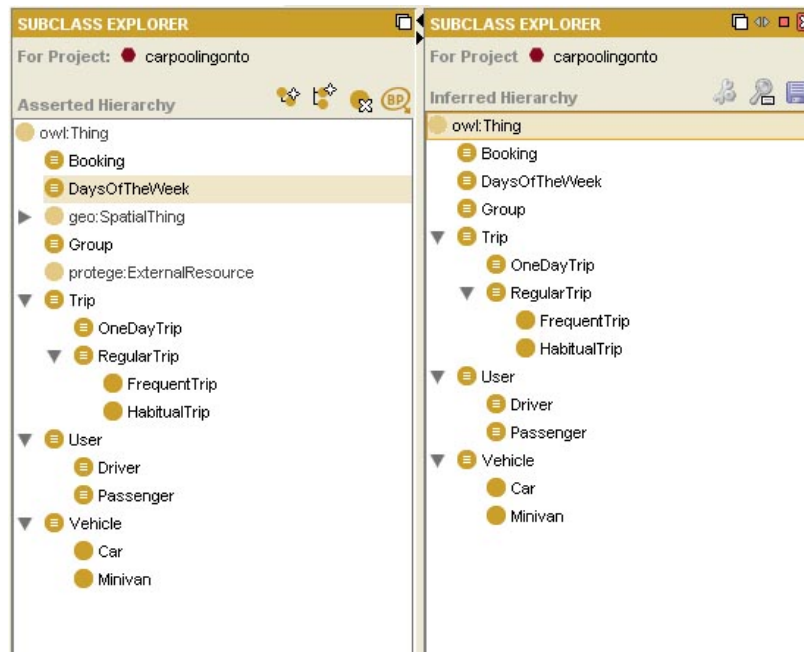 SUBCLASS EXPLORER
For Project: carpoolingonto
Asserted Hierarchy
BP
owl:Thing
Booking
DaysOfTheWeek
geo:SpatialThing
Group
protege:ExternalResource
Trip
OneDayTrip
RegularTrip
FrequentTrip
HabitualTrip
User
Driver
Passenger
Vehicle
Car
Minivan
SUBCLASS EXPLORER
For Project carpoolingonto
Inferred Hierarchy
owl:Thing
Booking
DaysOfTheWeek
Group
Trip
OneDayTrip
RegularTrip
FrequentTrip
HabitualTrip
User
Driver
Passenger
Vehicle
Car
Minivan